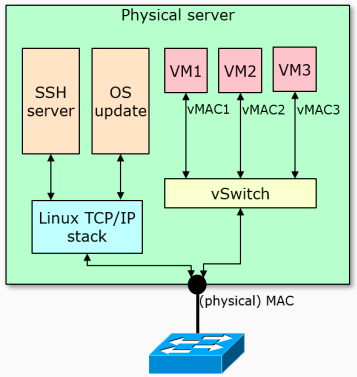 Physical server
SSH
server
OS
update
VM1
VM2
VM3
vMAC1
vMAC2
vMAC3
vSwitch
Linux TCP/IP
stack
(physical) MAC